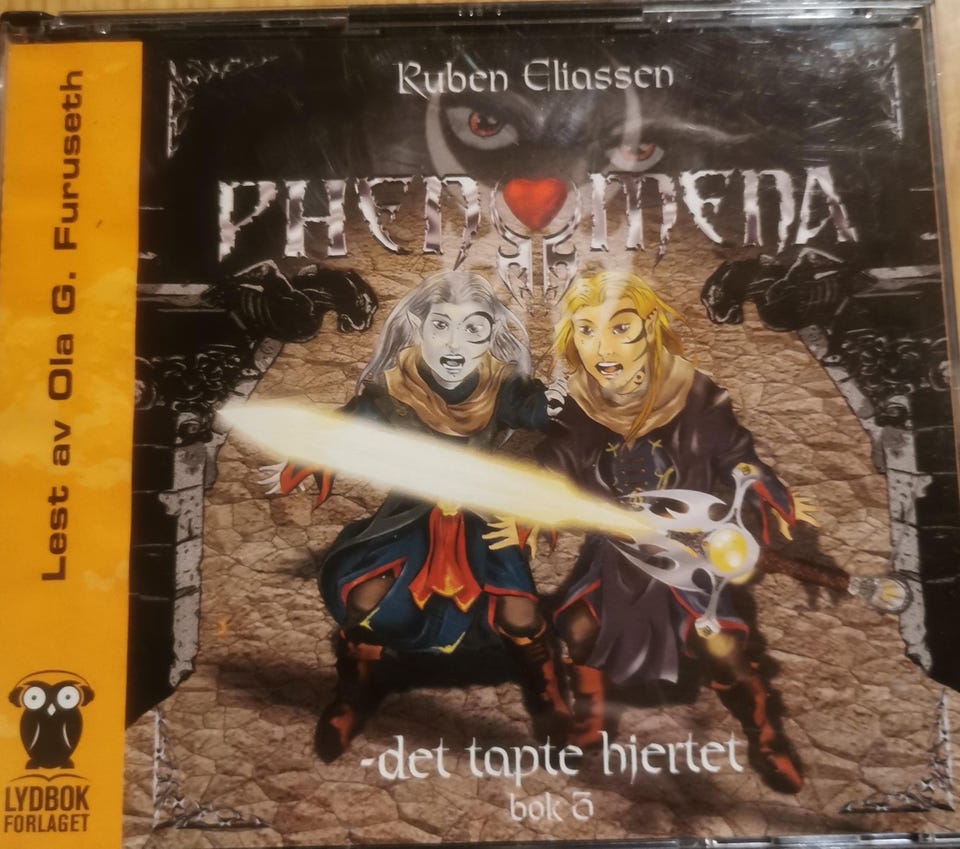 Ruben Eliassen
PHENOMENA
-det tapte hjertet
bok 3
Lest av Ola G. Furuseth
LYDBOK
FORLAGET